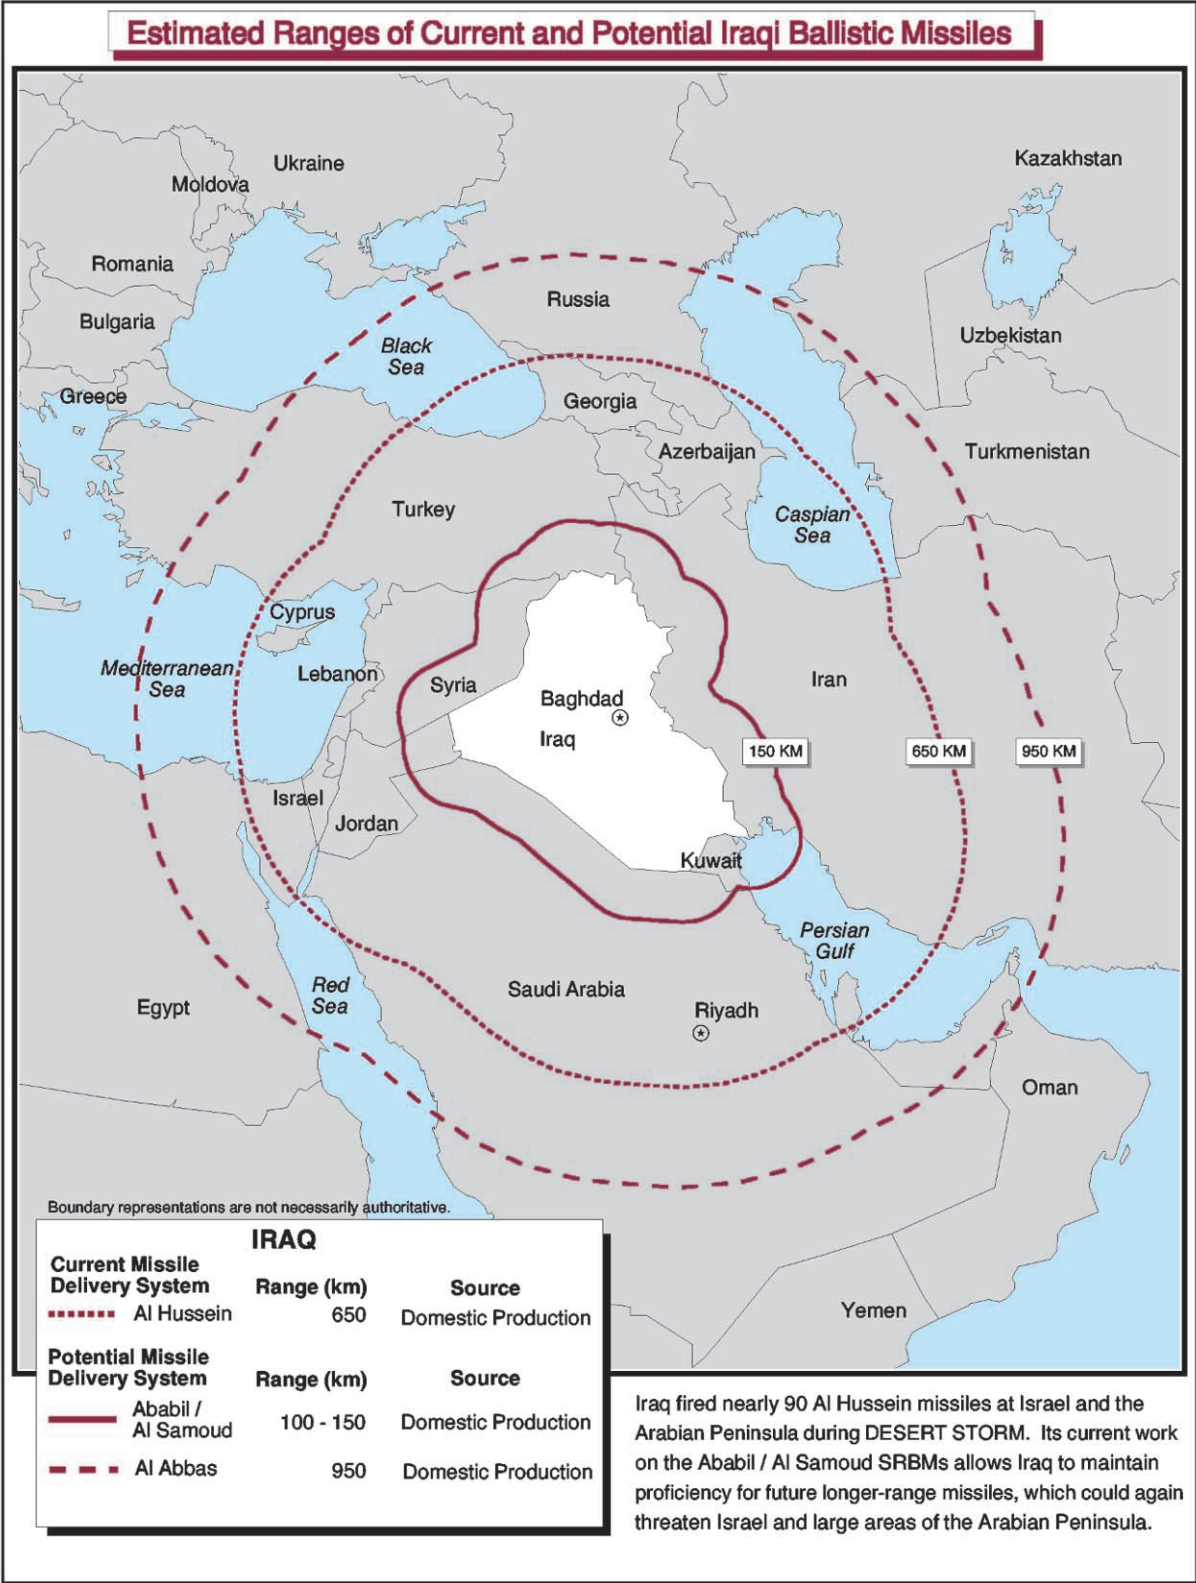 Estimated Ranges of Current and Potential Iraqi Ballistic Missiles
Kazakhstan
Ukraine
Moldova
Romania
Russia
Bulgaria
Uzbekistan
Black
Sea
Greece
Georgia
Azerbaijan
Turkmenistan
Turkey
Caspian
Sea
Cyprus
Mediterranean
Sea
Lebanon
Syria
Iran
Baghdad
Iraq
150 KM
650 KM
950 KM
Israel
Jordan
Kuwait
Persian
Gulf
Red
Sea
Saudi Arabia
Egypt
Riyadh
Oman
Yemen
Boundary representations are not necessarily authoritative.
IRAQ
Current Missile
Delivery System Range (km) Source
Al Hussein 650 Domestic Production
Potential Missile
Delivery System Range (km) Source
Ababil /
Al Samoud 100 - 150 Domestic Production
Al Abbas 950 Domestic Production
Iraq fired nearly 90 Al Hussein missiles at Israel and the
Arabian Peninsula during DESERT STORM. Its current work
on the Ababil / Al Samoud SRBMs allows Iraq to maintain
proficiency for future longer-range missiles, which could again
threaten Israel and large areas of the Arabian Peninsula.